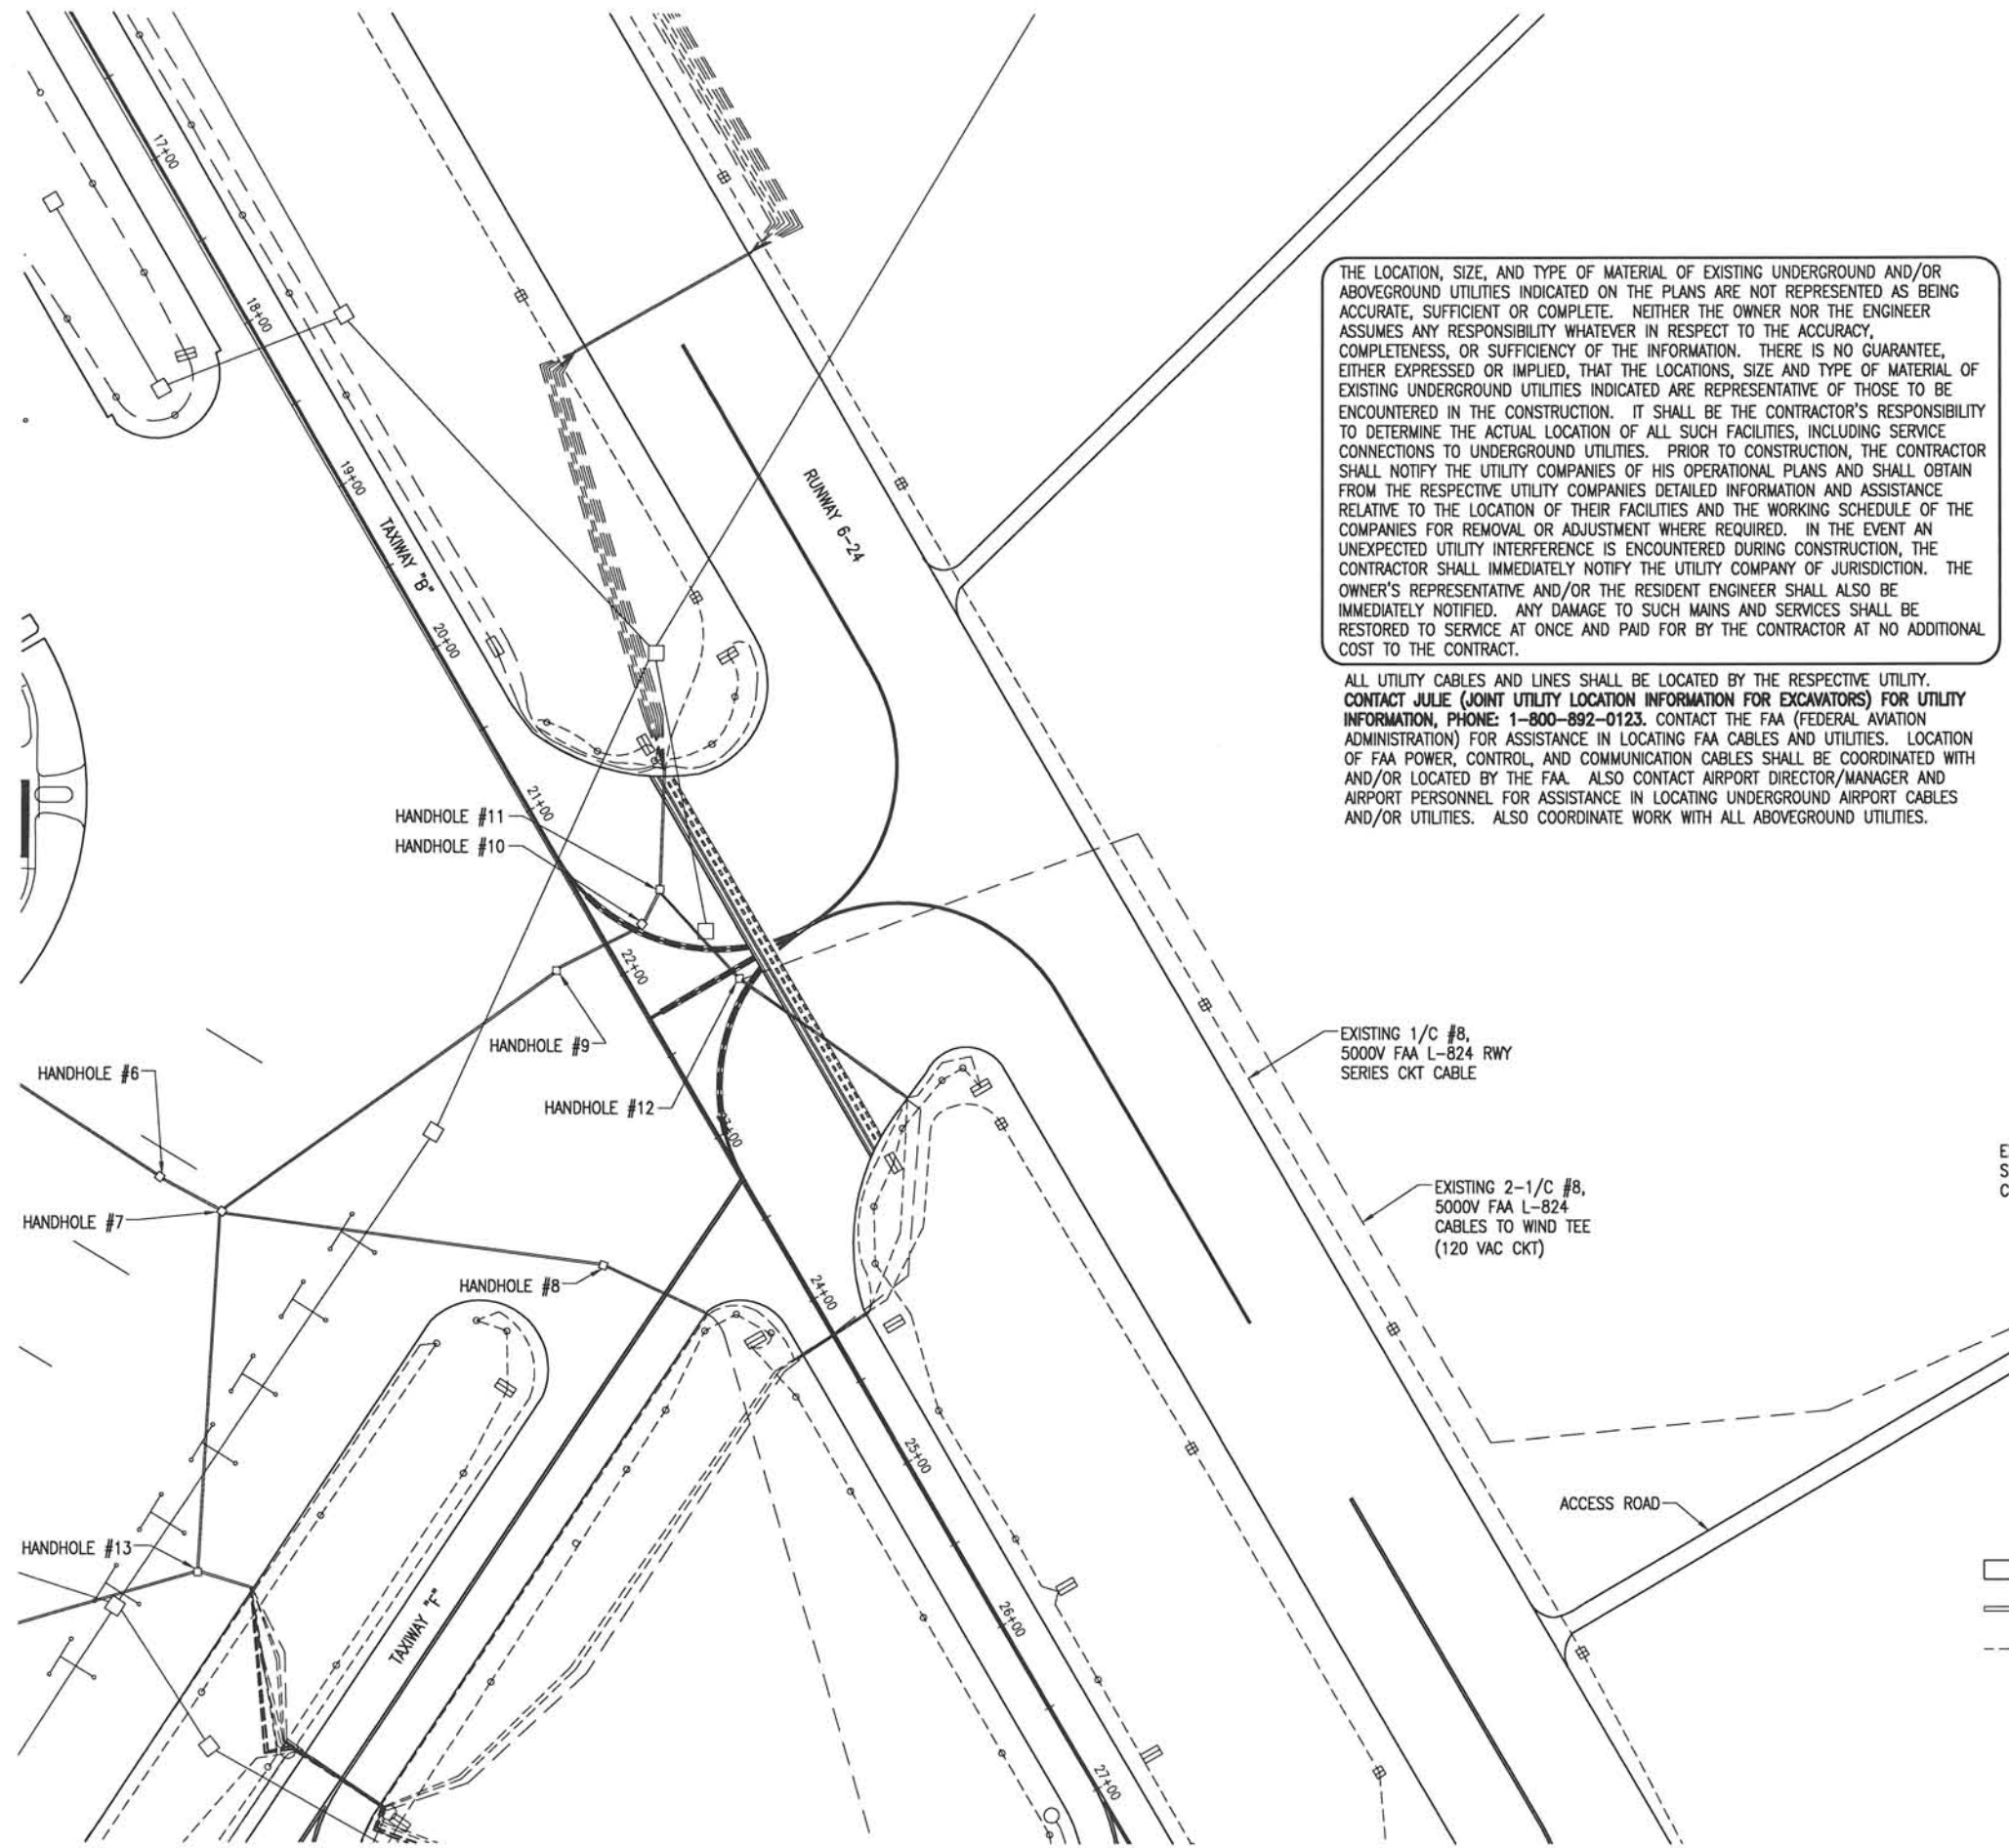 17+00
18+00
19+00
TAXIWAY "B"
20+00
21+00
22+00
23+00
24+00
25+00
26+00
27+00
RUNWAY 6-24
THE LOCATION, SIZE, AND TYPE OF MATERIAL OF EXISTING UNDERGROUND AND/OR
ABOVEGROUND UTILITIES INDICATED ON THE PLANS ARE NOT REPRESENTED AS BEING
ACCURATE, SUFFICIENT OR COMPLETE. NEITHER THE OWNER NOR THE ENGINEER
ASSUMES ANY RESPONSIBILITY WHATEVER IN RESPECT TO THE ACCURACY,
COMPLETENESS, OR SUFFICIENCY OF THE INFORMATION. THERE IS NO GUARANTEE,
EITHER EXPRESSED OR IMPLIED, THAT THE LOCATIONS, SIZE AND TYPE OF MATERIAL OF
EXISTING UNDERGROUND UTILITIES INDICATED ARE REPRESENTATIVE OF THOSE TO BE
ENCOUNTERED IN THE CONSTRUCTION. IT SHALL BE THE CONTRACTOR'S RESPONSIBILITY
TO DETERMINE THE ACTUAL LOCATION OF ALL SUCH FACILITIES, INCLUDING SERVICE
CONNECTIONS TO UNDERGROUND UTILITIES. PRIOR TO CONSTRUCTION, THE CONTRACTOR
SHALL NOTIFY THE UTILITY COMPANIES OF HIS OPERATIONAL PLANS AND SHALL OBTAIN
FROM THE RESPECTIVE UTILITY COMPANIES DETAILED INFORMATION AND ASSISTANCE
RELATIVE TO THE LOCATION OF THEIR FACILITIES AND THE WORKING SCHEDULE OF THE
COMPANIES FOR REMOVAL OR ADJUSTMENT WHERE REQUIRED. IN THE EVENT AN
UNEXPECTED UTILITY INTERFERENCE IS ENCOUNTERED DURING CONSTRUCTION, THE
CONTRACTOR SHALL IMMEDIATELY NOTIFY THE UTILITY COMPANY OF JURISDICTION. THE
OWNER'S REPRESENTATIVE AND/OR THE RESIDENT ENGINEER SHALL ALSO BE
IMMEDIATELY NOTIFIED. ANY DAMAGE TO SUCH MAINS AND SERVICES SHALL BE
RESTORED TO SERVICE AT ONCE AND PAID FOR BY THE CONTRACTOR AT NO ADDITIONAL
COST TO THE CONTRACT.
ALL UTILITY CABLES AND LINES SHALL BE LOCATED BY THE RESPECTIVE UTILITY.
CONTACT JULIE (JOINT UTILITY LOCATION INFORMATION FOR EXCAVATORS) FOR UTILITY
INFORMATION, PHONE: 1-800-892-0123. CONTACT THE FAA (FEDERAL AVIATION
ADMINISTRATION) FOR ASSISTANCE IN LOCATING FAA CABLES AND UTILITIES. LOCATION
OF FAA POWER, CONTROL, AND COMMUNICATION CABLES SHALL BE COORDINATED WITH
AND/OR LOCATED BY THE FAA. ALSO CONTACT AIRPORT DIRECTOR/MANAGER AND
AIRPORT PERSONNEL FOR ASSISTANCE IN LOCATING UNDERGROUND AIRPORT CABLES
AND/OR UTILITIES. ALSO COORDINATE WORK WITH ALL ABOVEGROUND UTILITIES.
HANDHOLE #11
HANDHOLE #10
HANDHOLE #9
HANDHOLE #6
HANDHOLE #12
HANDHOLE #7
HANDHOLE #8
HANDHOLE #13
TAXIWAY "F"
EXISTING 1/C #8,
5000V FAA L-824 RWY
SERIES CKT CABLE
EXISTING 2-1/C #8,
5000V FAA L-824
CABLES TO WIND TEE
(120 VAC CKT)
ACCESS ROAD